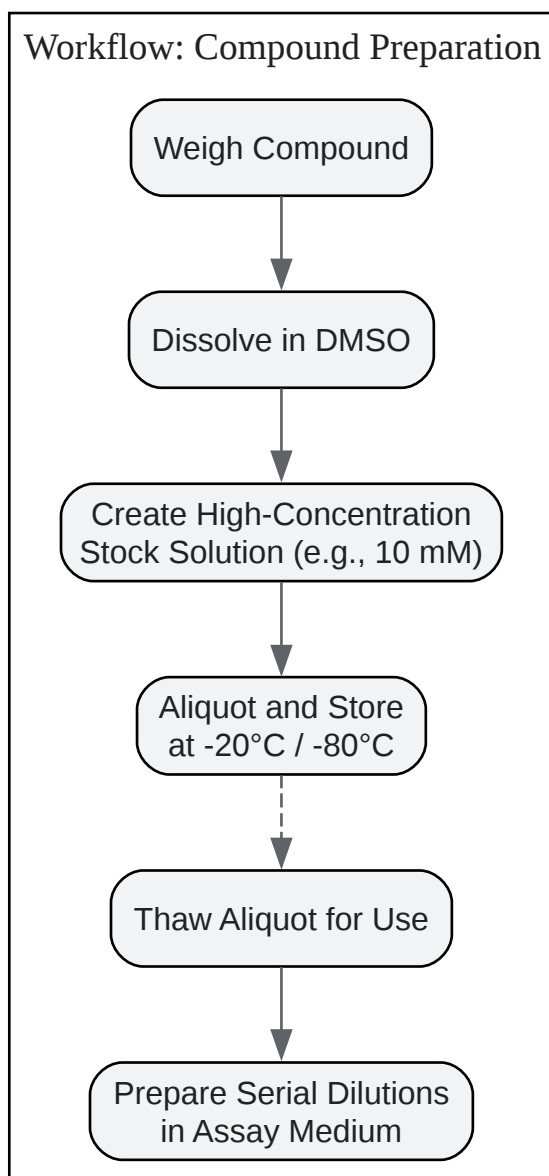 Workflow: Compound Preparation
Weigh Compound
Dissolve in DMSO
Create High-Concentration
Stock Solution (e.g., 10 mM)
Aliquot and Store
at -20°C / -80°C
Thaw Aliquot for Use
Prepare Serial Dilutions
in Assay Medium